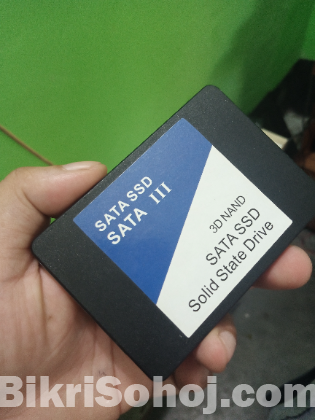 SATA SSD
SATA III
3D NAND
SATA SSD
Solid State Drive
BikriSohoj.com